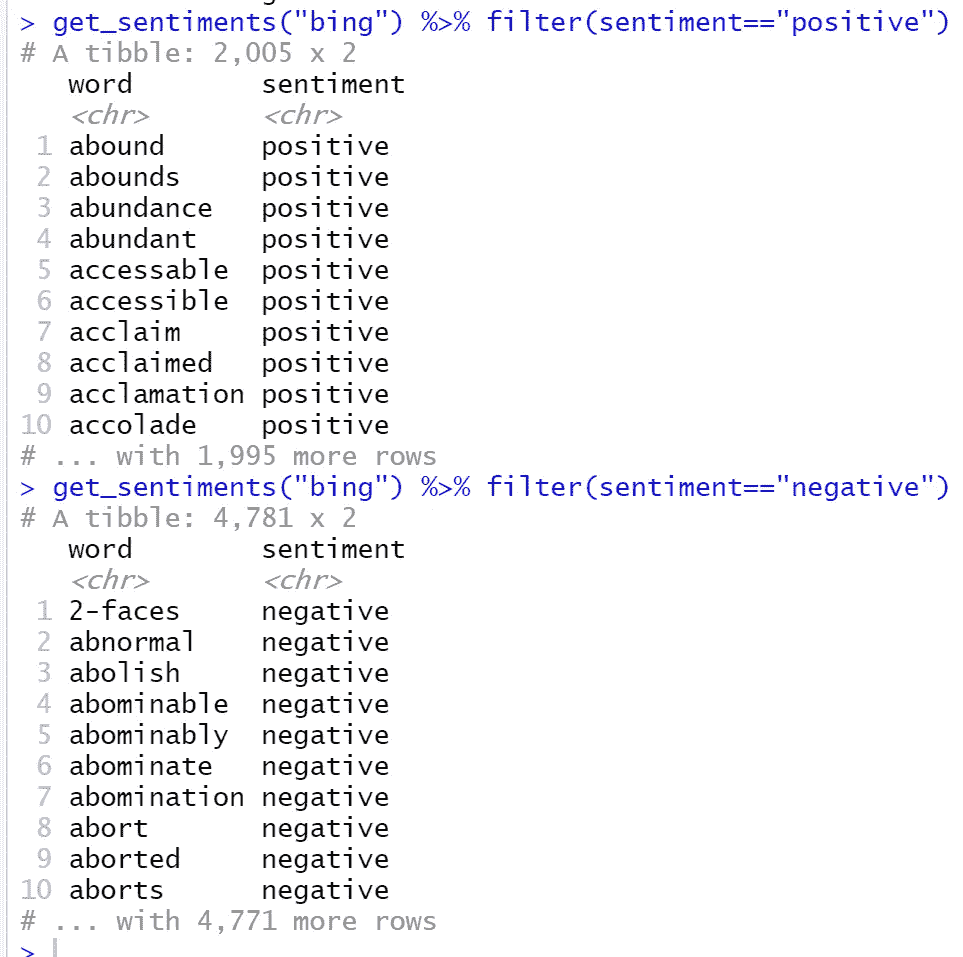 > get_sentiments("bing") %>% filter(sentiment=="positive")
# A tibble: 2,005 x 2
   word        sentiment
   <chr>       <chr>
 1 abound      positive
 2 abounds     positive
 3 abundance   positive
 4 abundant    positive
 5 accessable  positive
 6 accessible  positive
 7 acclaim     positive
 8 acclaimed   positive
 9 acclamation positive
10 accolade    positive
# ... with 1,995 more rows
> get_sentiments("bing") %>% filter(sentiment=="negative")
# A tibble: 4,781 x 2
   word        sentiment
   <chr>       <chr>
 1 2-faces     negative
 2 abnormal    negative
 3 abolish     negative
 4 abominable  negative
 5 abominably  negative
 6 abominate   negative
 7 abomination negative
 8 abort       negative
 9 aborted     negative
10 aborts      negative
# ... with 4,771 more rows
>